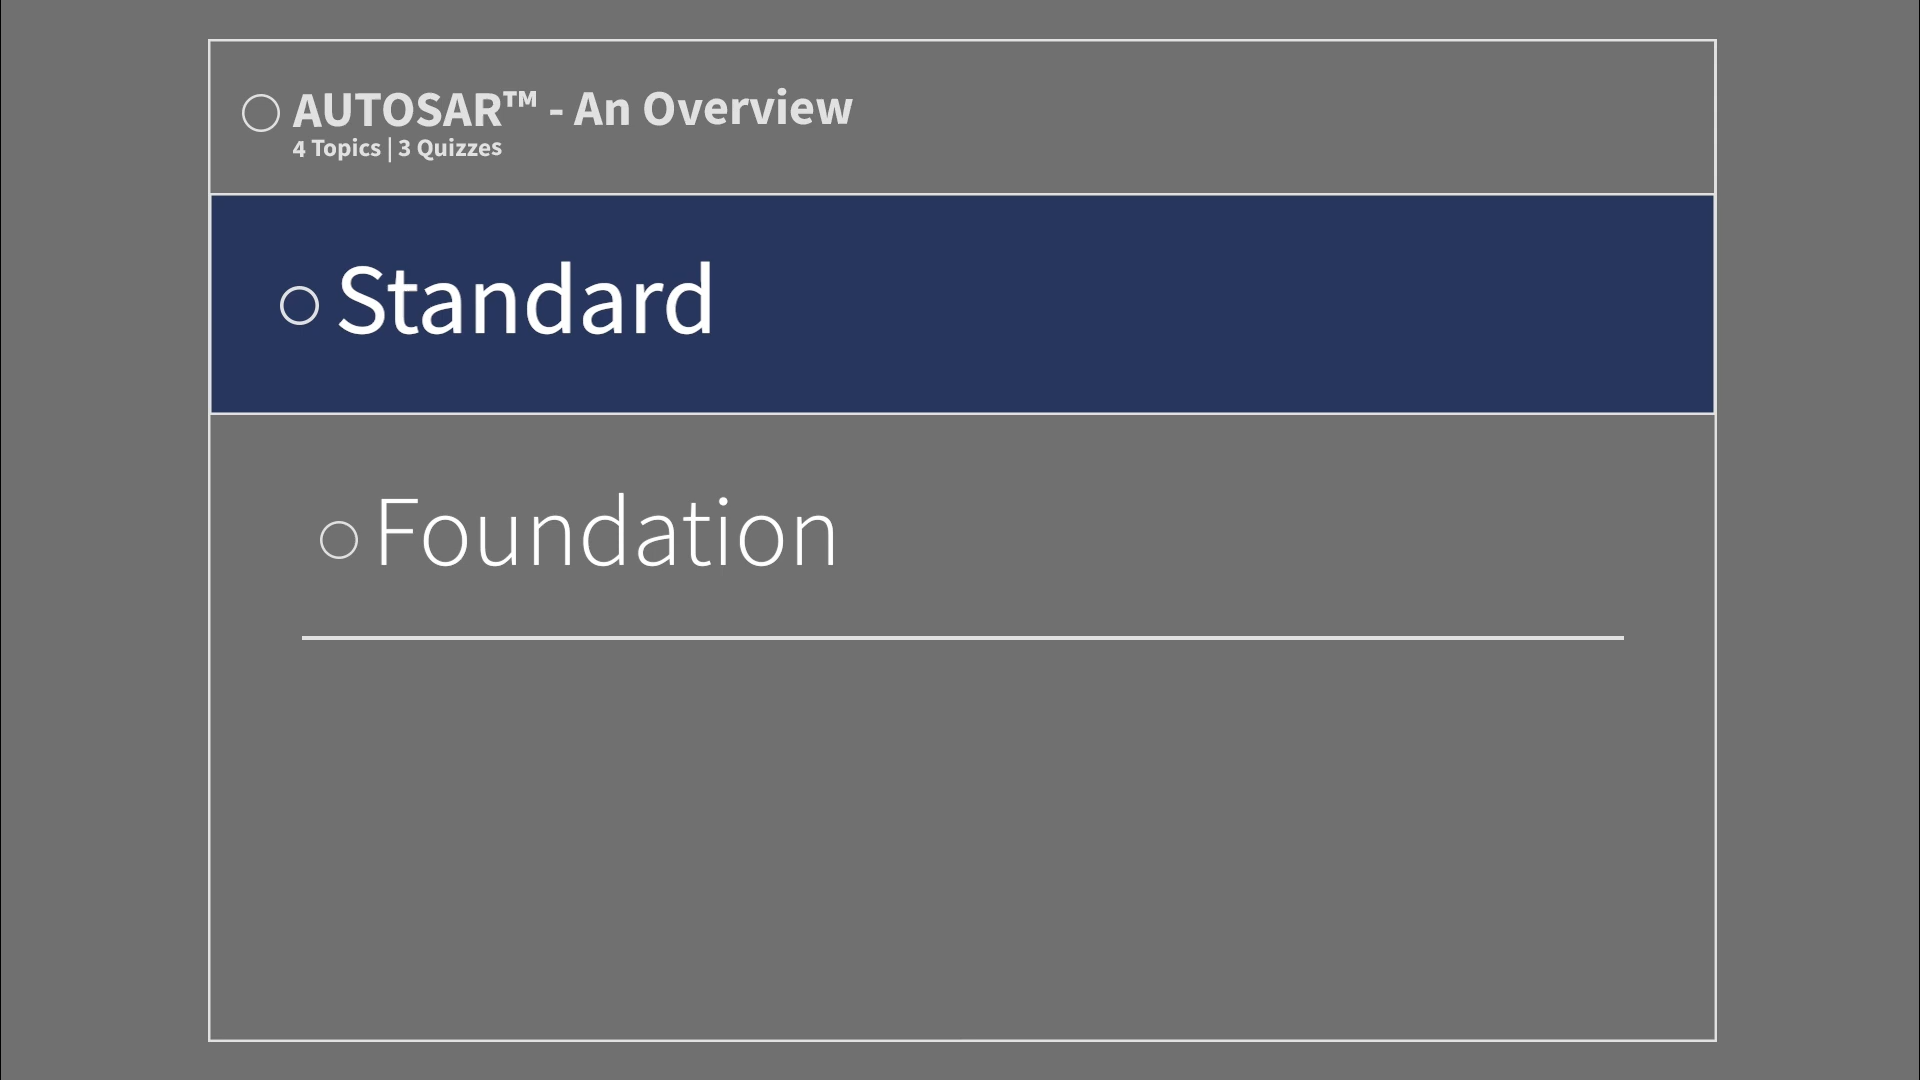 AUTOSAR™ - An Overview
4 Topics | 3 Quizzes
Standard
Foundation